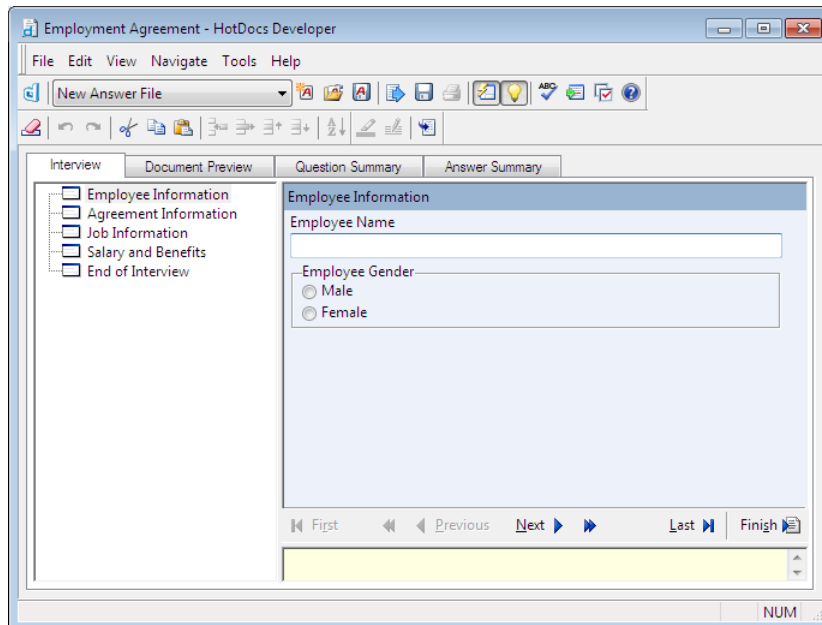 Employment Agreement - HotDocs Developer
File Edit View Navigate Tools Help
New Answer File
ABC
Interview Document Preview Question Summary Answer Summary
Employee Information
Agreement Information
Job Information
Salary and Benefits
End of Interview
Employee Information
Employee Name
Employee Gender
Male
Female
First Previous Next Last Finish
NUM